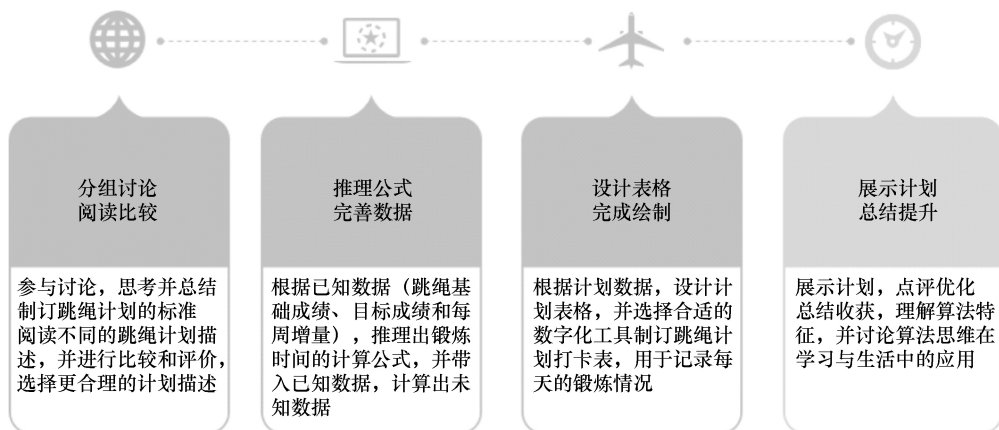 分组讨论
阅读比较
参与讨论，思考并总结
制订跳绳计划的标准
阅读不同的跳绳计划描
述，并进行比较和评价，
选择更合理的计划描述
推理公式
完善数据
根据已知数据（跳绳基
础成绩、目标成绩和每
周增量），推理出锻炼
时间的计算公式，并带
入已知数据，计算出未
知数据
设计表格
完成绘制
根据计划数据，设计计
划表格，并选择合适的
数字化工具制订跳绳计
划打卡表，用于记录每
天的锻炼情况
展示计划
总结提升
展示计划，点评优化
总结收获，理解算法特
征，并讨论算法思维在
学习与生活中的应用